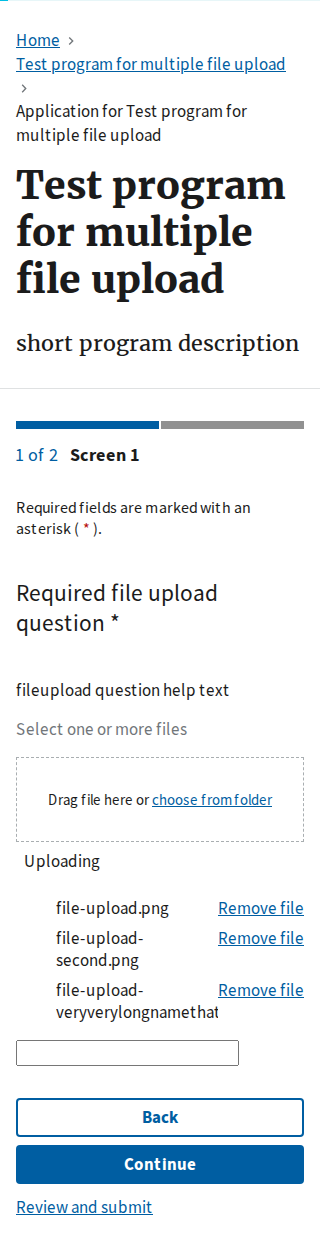 Home
Test program for multiple file upload
Application for Test program for
multiple file upload
Test program
for multiple
file upload
short program description
1 of 2 Screen 1
Required fields are marked with an
asterisk ( * ).
Required file upload
question *
fileupload question help text
Select one or more files
Drag file here or choose from folder
Uploading
file-upload.png Remove file
file-upload- Remove file
second.png
file-upload- Remove file
veryverylongnamethat
Back
Continue
Review and submit